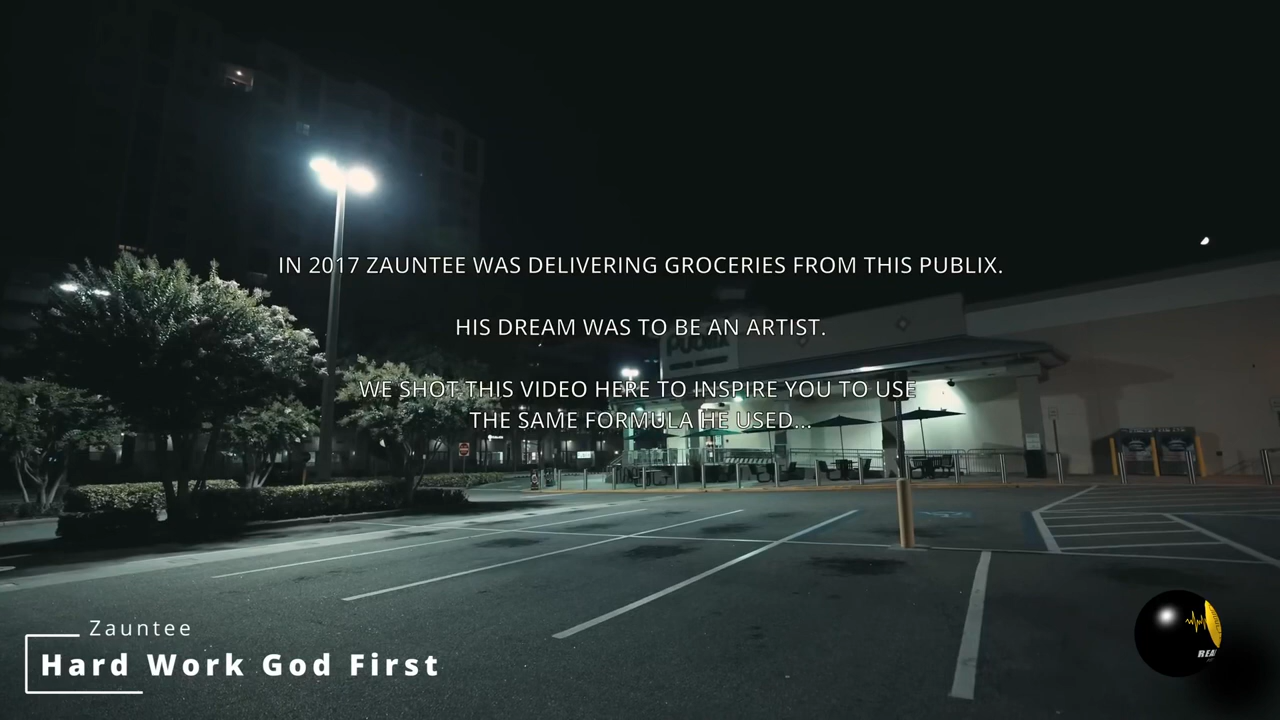 IN 2017 ZAUNTEE WAS DELIVERING GROCERIES FROM THIS PUBLIX.
HIS DREAM WAS TO BE AN ARTIST.
Publix
WE SHOT THIS VIDEO HERE TO INSPIRE YOU TO USE
THE SAME FORMULA HE USED...
Zauntee
Hard Work God First